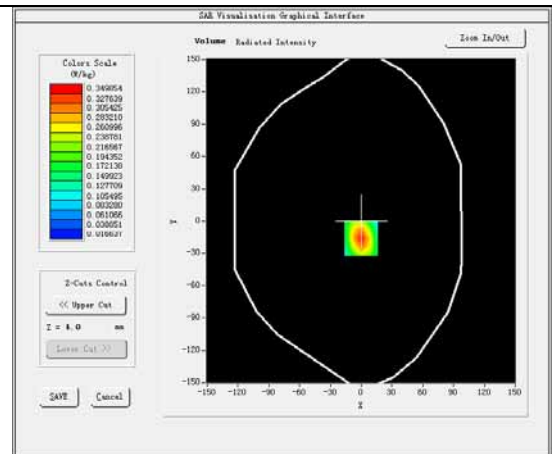 SAR Visualisation Graphical Interface
Volume Radiated Intensity
Zoom In/Out
Colors Scale
(W/kg)
0.349854
0.327639
0.305425
0.283210
0.260996
0.238781
0.216567
0.194352
0.172138
0.149923
0.127709
0.105495
0.083280
0.061066
0.038851
0.016637
Z-Cuts Control
<< Upper Cut
Z = 4.0 mm
Lower Cut >>
SAVE Cancel
150
120
90
60
30
0
-30
-60
-90
-120
-150
Y
-150 -120 -90 -60 -30 0 30 60 90 120 150
X